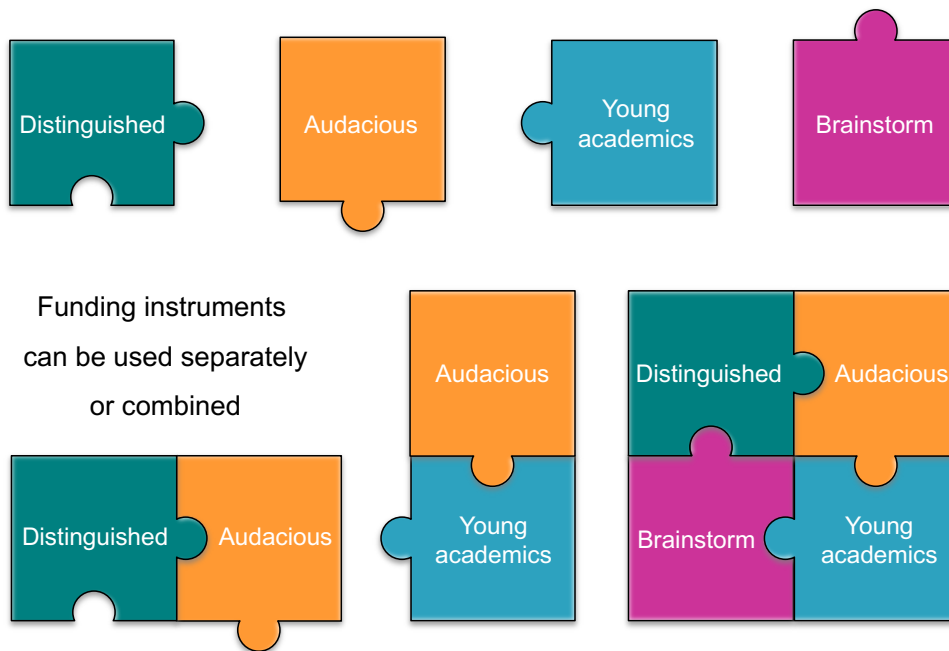 Distinguished
Audacious
Young
academics
Brainstorm
Funding instruments
can be used separately
or combined
Distinguished
Audacious
Audacious
Young
academics
Distinguished
Audacious
Brainstorm
Young
academics